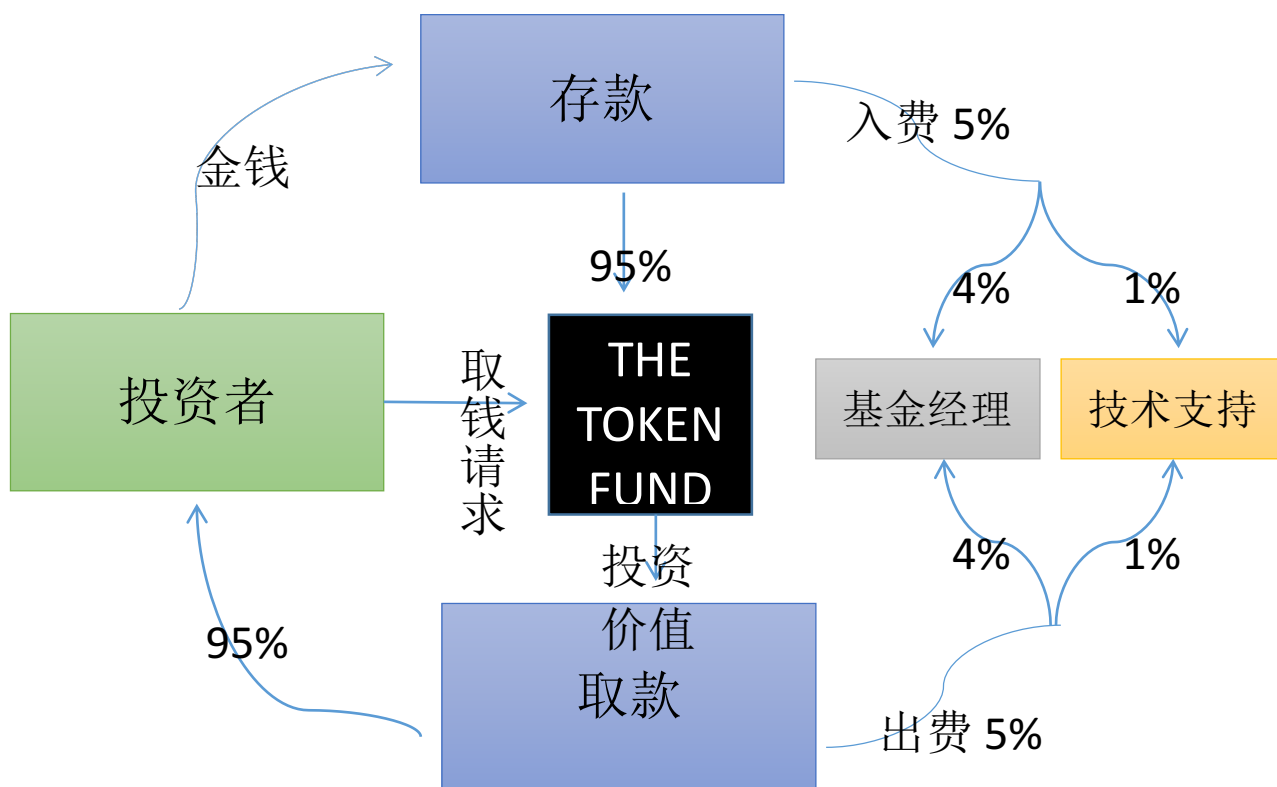 存款
入费 5%
金钱
95%
4%
1%
投资者
取钱请求
THE
TOKEN
FUND
基金经理
技术支持
投资
价值
4%
1%
95%
取款
出费 5%